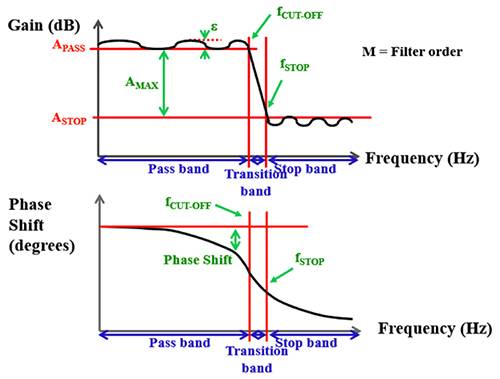 Gain (dB)
ε
fCUT-OFF
APASS
M = Filter order
fSTOP
AMAX
ASTOP
Frequency (Hz)
Pass band
Transition
band
Stop band
Phase
Shift
(degrees)
fCUT-OFF
Phase Shift
fSTOP
Frequency (Hz)
Pass band
Transition
band
Stop band